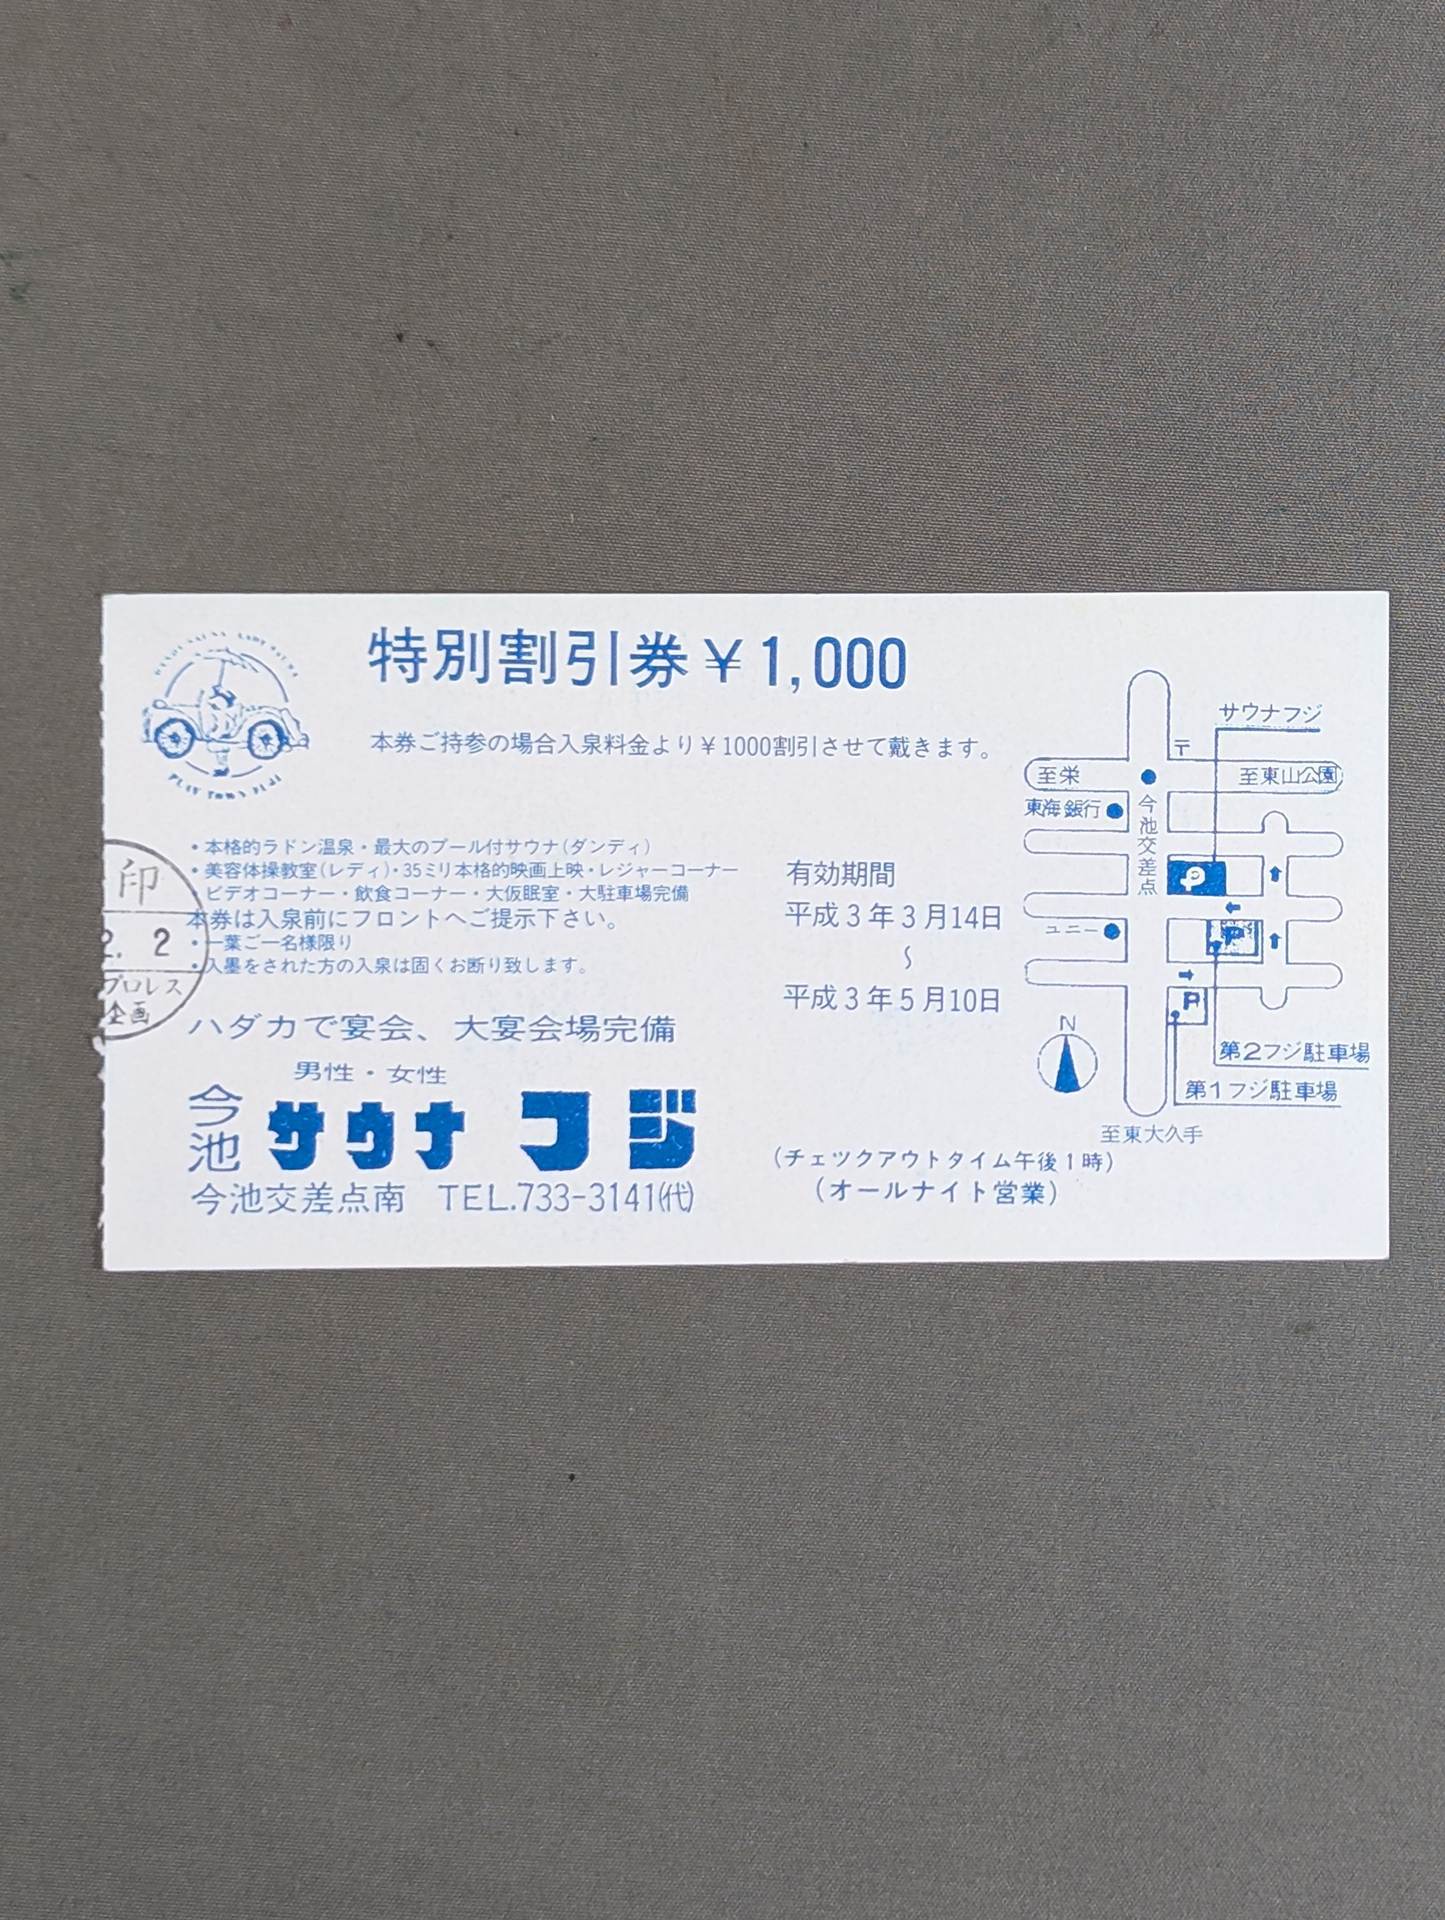 特別割引券￥1,000
本券ご持参の場合入泉料金より￥1000割引させて戴きます。
PLAY TOWN FUJI
・本格的ラドン温泉・最大のプール付サウナ(ダンディ)
・美容体操教室(レディ)・35ミリ本格的映画上映・レジャーコーナー
ビデオコーナー・飲食コーナー・大仮眠室・大駐車場完備
本券は入泉前にフロントへご提示下さい。
・一葉ご一名様限り
・入墨をされた方の入泉は固くお断り致します。
印
2. 2
プロレス
企画
ハダカで宴会、大宴会場完備
男性・女性
今池 サウナ フジ
今池交差点南 TEL.733-3141(代)
有効期間
平成3年3月14日
〜
平成3年5月10日
(チェックアウトタイム午後1時)
(オールナイト営業)
サウナフジ
〒
至栄
至東山公園
東海銀行
今池交差点
P
ユニー
P
P
N
第2フジ駐車場
第1フジ駐車場
至東大久手